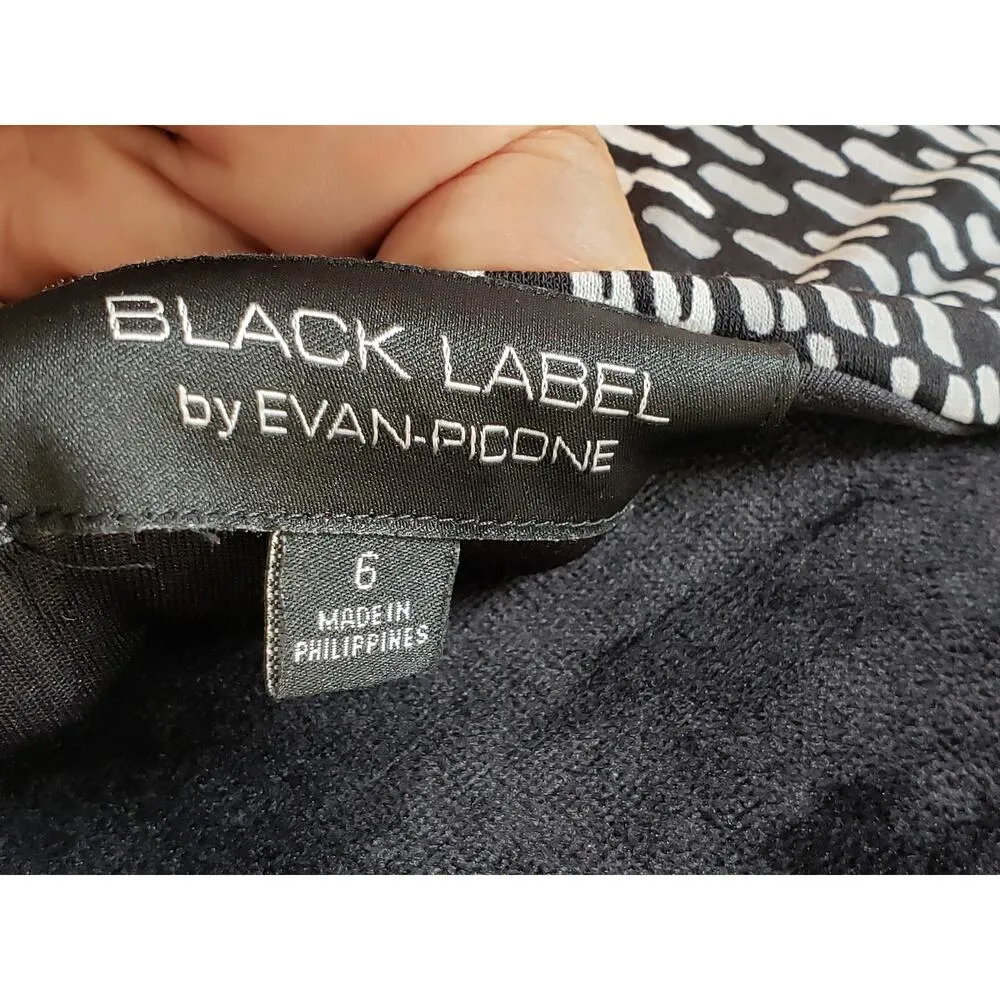 BLACK LABEL
by EVAN-PICONE
6
MADE IN
PHILIPPINES